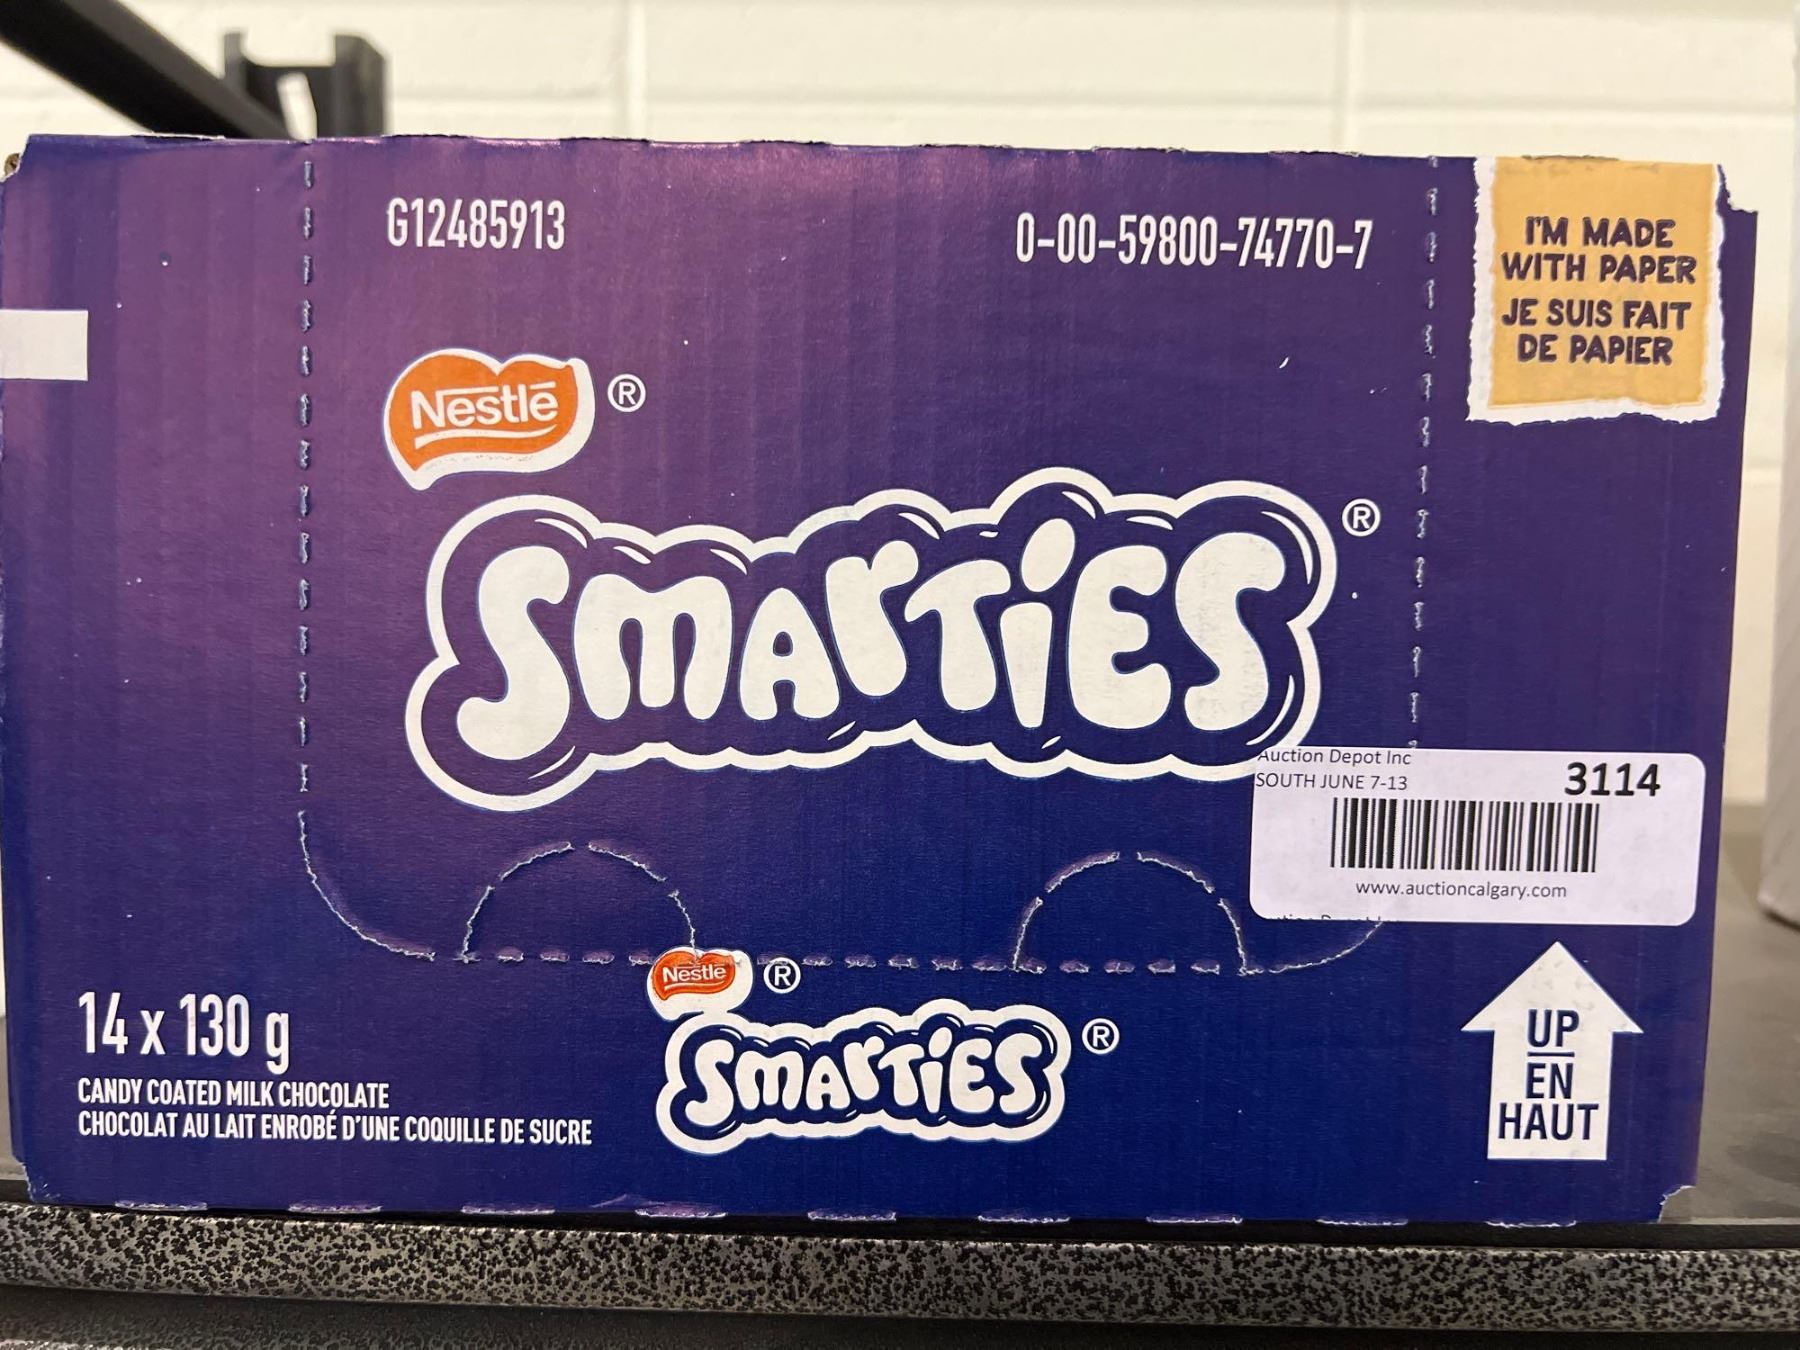 G12485913
0-00-59800-74770-7
I'M MADE
WITH PAPER
JE SUIS FAIT
DE PAPIER
Nestlé ®
SMARTiES ®
Auction Depot Inc
SOUTH JUNE 7-13
3114
www.auctioncalgary.com
Nestlé ®
SMARTiES ®
14 x 130 g
CANDY COATED MILK CHOCOLATE
CHOCOLAT AU LAIT ENROBÉ D'UNE COQUILLE DE SUCRE
UP
EN
HAUT